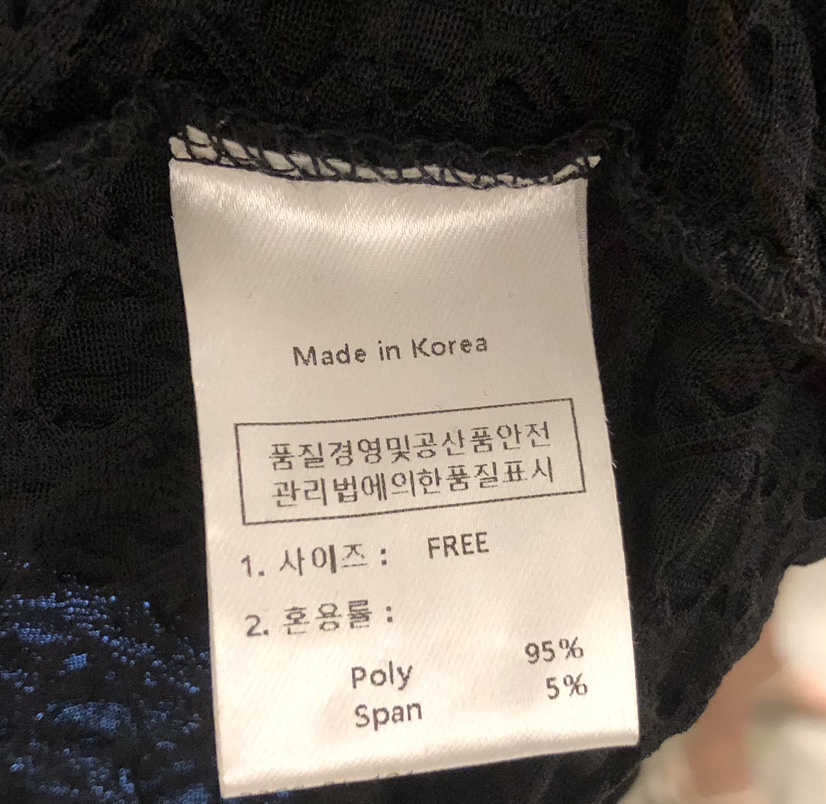 Made in Korea
품질경영및공산품안전
관리법에의한품질표시
1. 사이즈 : FREE
2. 혼용률 :
Poly 95%
Span 5%